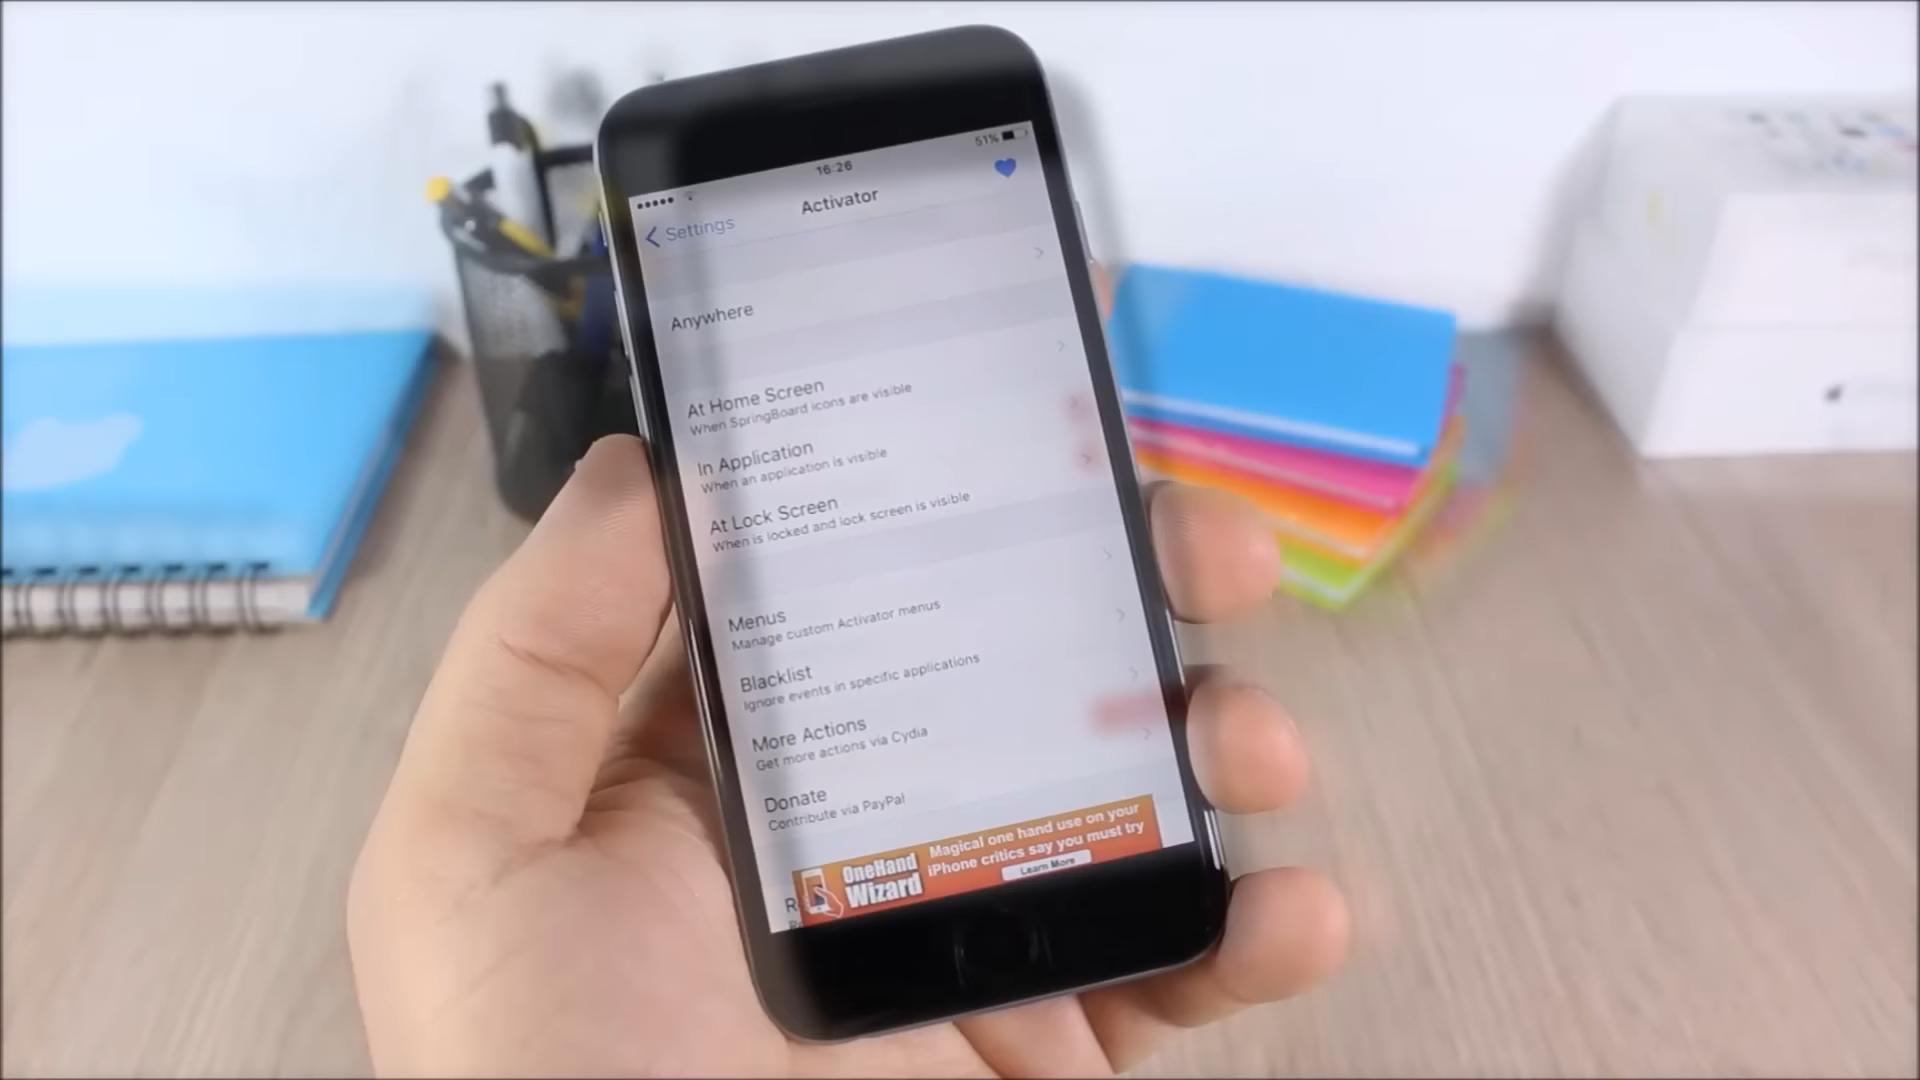 16:26
51%
Settings
Activator
Anywhere
At Home Screen
When SpringBoard icons are visible
In Application
When an application is visible
At Lock Screen
When is locked and lock screen is visible
Menus
Manage custom Activator menus
Blacklist
Ignore events in specific applications
More Actions
Get more actions via Cydia
Donate
Contribute via PayPal
OneHand
Wizard
Magical one hand use on your
iPhone critics say you must try
Learn More